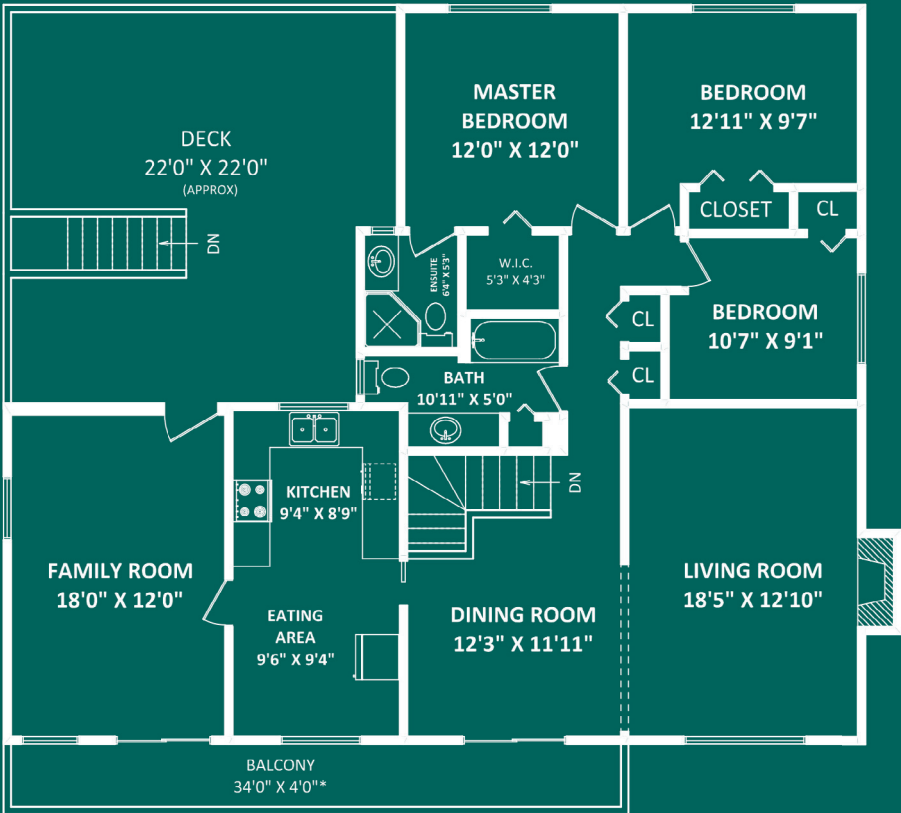 MASTER
BEDROOM
12'0" X 12'0"
BEDROOM
12'11" X 9'7"
DECK
22'0" X 22'0"
(APPROX)
DN
CLOSET
CL
ENSUITE
6'4" X 5'3"
W.I.C.
5'3" X 4'3"
CL
BEDROOM
10'7" X 9'1"
CL
BATH
10'11" X 5'0"
DN
KITCHEN
9'4" X 8'9"
FAMILY ROOM
18'0" X 12'0"
LIVING ROOM
18'5" X 12'10"
EATING
AREA
9'6" X 9'4"
DINING ROOM
12'3" X 11'11"
BALCONY
34'0" X 4'0"*